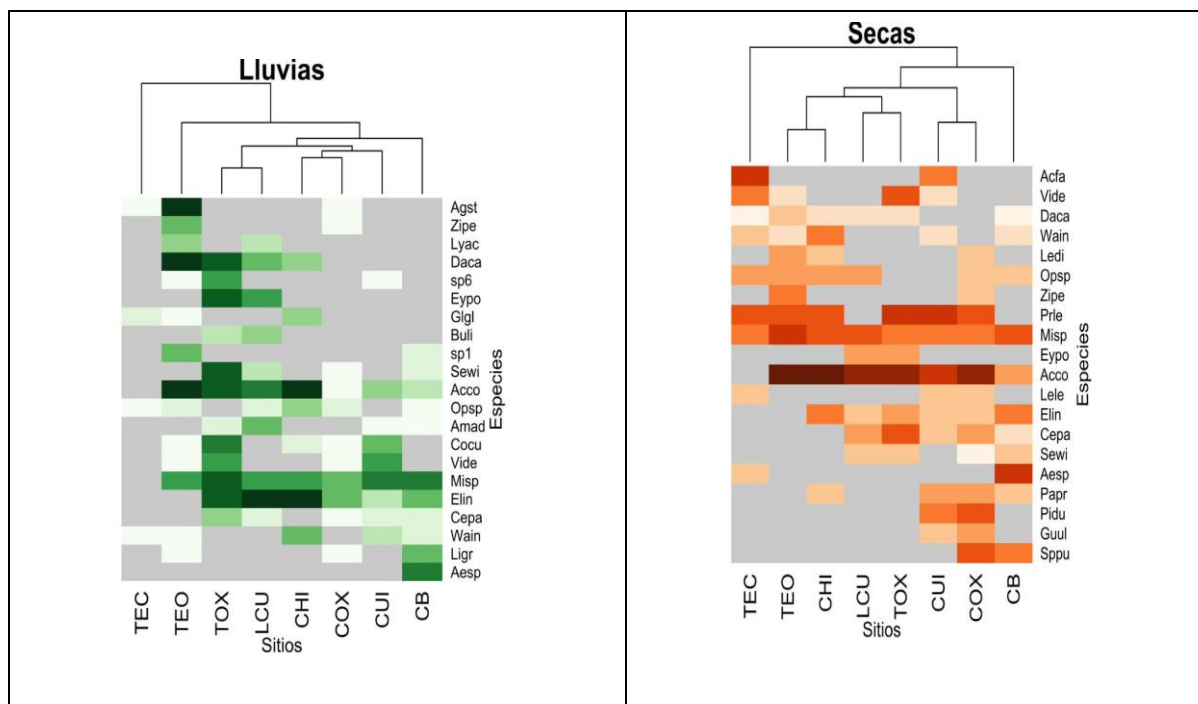 Lluvias
Agst
Zipe
Lyac
Daca
sp6
Eypo
Glgl
Buli
sp1
Sewi
Acco
Opsp
Amad
Cocu
Vide
Misp
Elin
Cepa
Wain
Ligr
Aesp
Especies
TEC TEO TOX LCU CHI COX CUI CB
Sitios
Secas
Acfa
Vide
Daca
Wain
Ledi
Opsp
Zipe
Prle
Misp
Eypo
Acco
Lele
Elin
Cepa
Sewi
Aesp
Papr
Pidu
Guul
Sppu
Especies
TEC TEO CHI LCU TOX CUI COX CB
Sitios